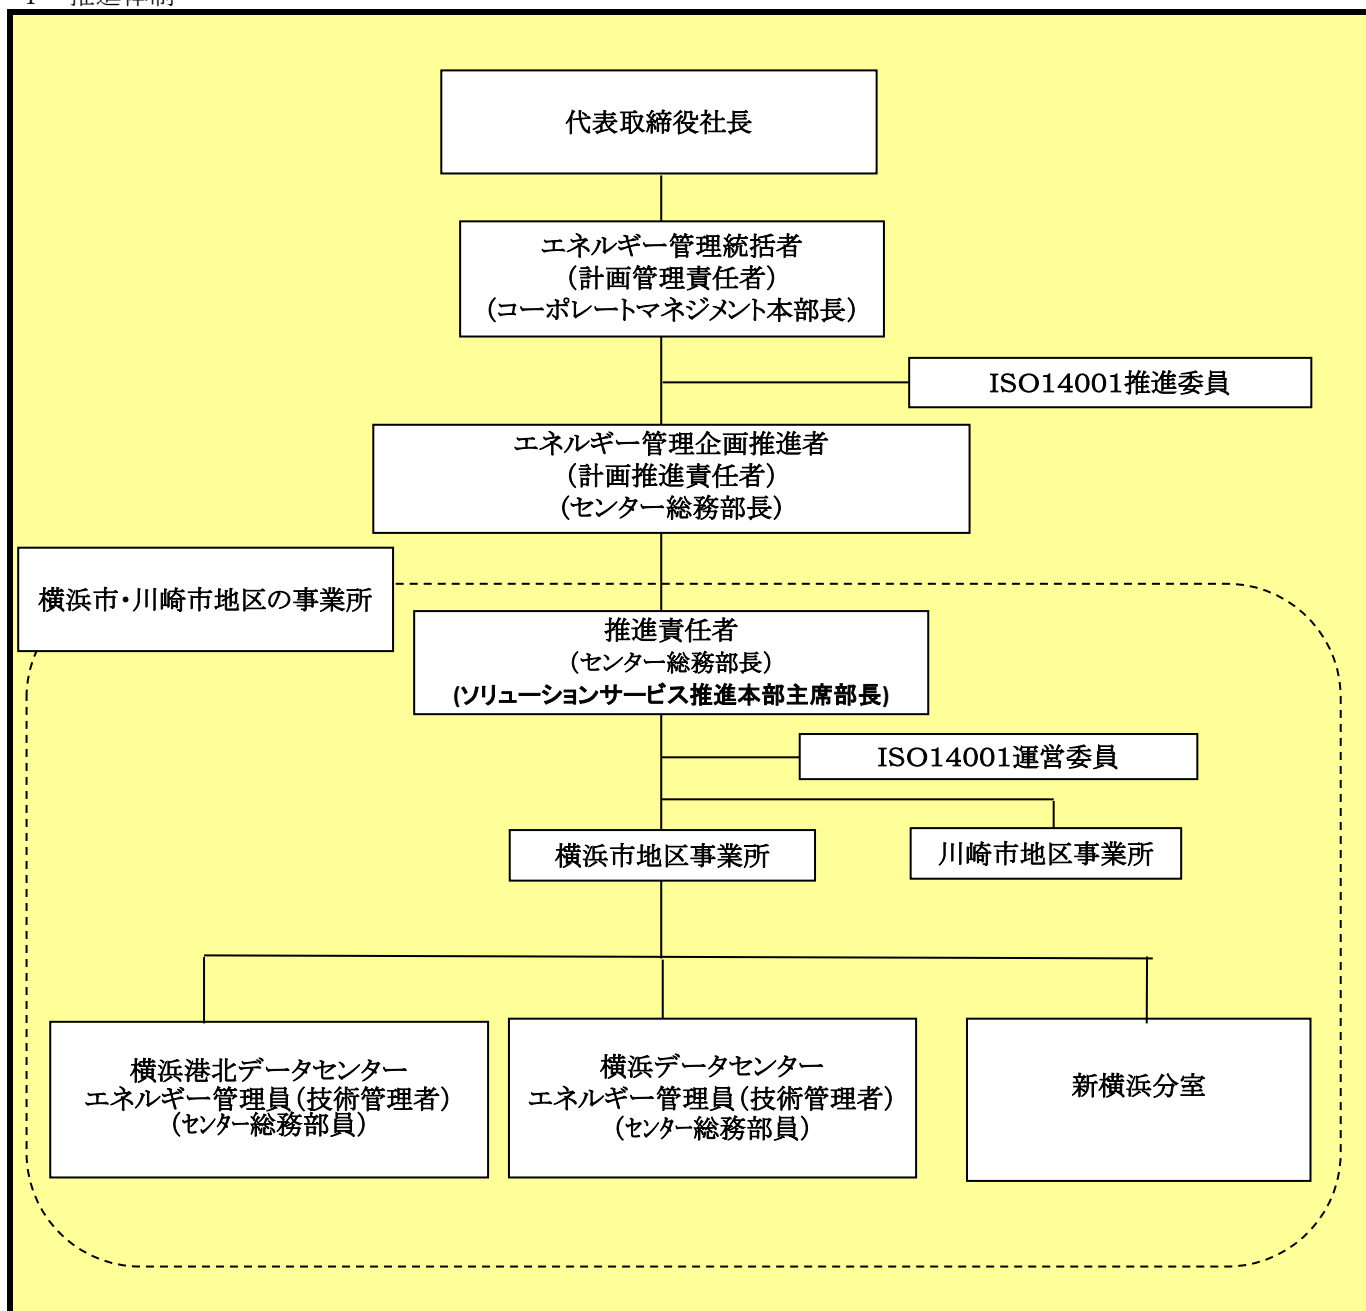 代表取締役社長
エネルギー管理統括者
(計画管理責任者)
(コーポレートマネジメント本部長)
ISO14001推進委員
エネルギー管理企画推進者
(計画推進責任者)
(センター総務部長)
横浜市・川崎市地区の事業所
推進責任者
(センター総務部長)
(ソリューションサービス推進本部主席部長)
ISO14001運営委員
横浜市地区事業所
川崎市地区事業所
横浜港北データセンター
エネルギー管理員(技術管理者)
(センター総務部員)
横浜データセンター
エネルギー管理員(技術管理者)
(センター総務部員)
新横浜分室